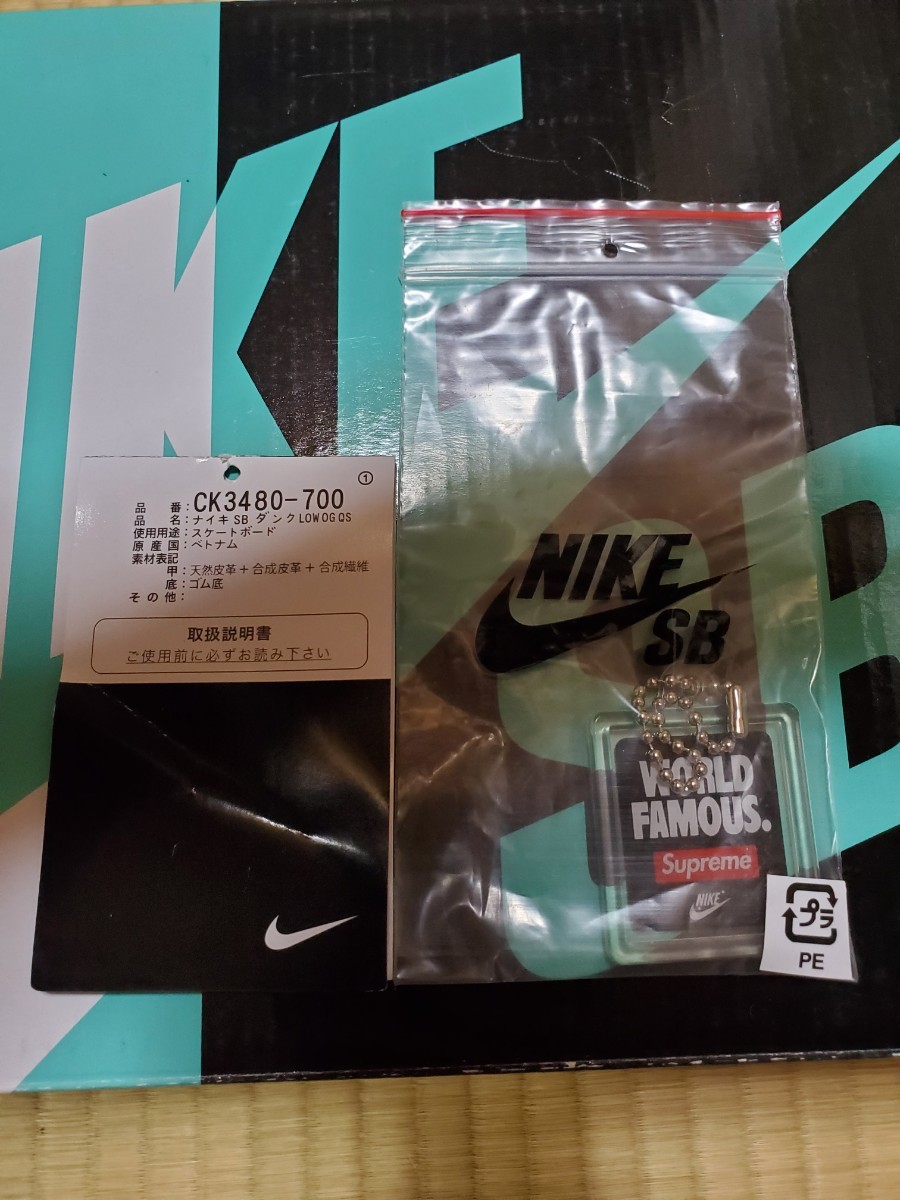 NIKE
SB
①
品番:CK3480-700
品名:ナイキ SB ダンク LOW OG QS
使用用途:スケートボード
原産国:ベトナム
素材表記
甲:天然皮革+合成皮革+合成繊維
底:ゴム底
その他:
取扱説明書
ご使用前に必ずお読み下さい
NIKE
SB
WORLD
FAMOUS.
Supreme
NIKE
プラ
PE